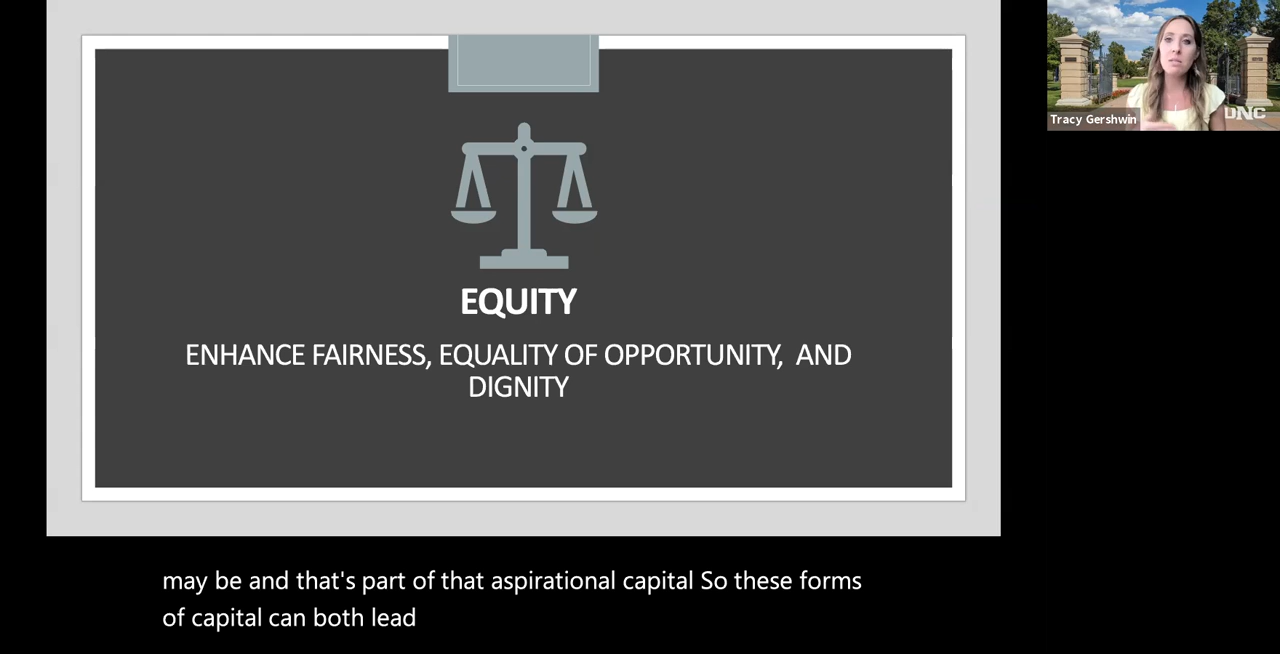 EQUITY
ENHANCE FAIRNESS, EQUALITY OF OPPORTUNITY, AND
DIGNITY
Tracy Gershwin
UNC
may be and that's part of that aspirational capital So these forms
of capital can both lead